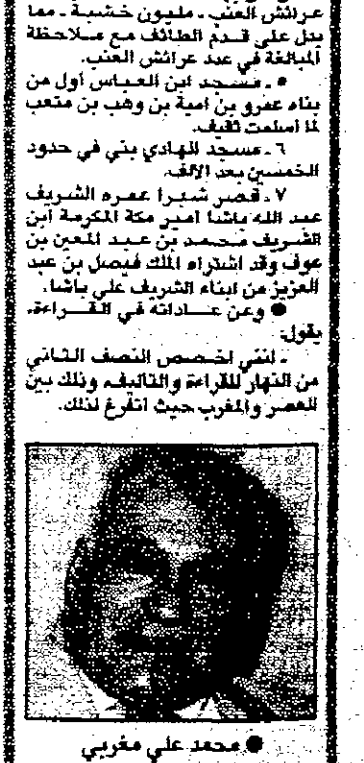 عرائش العنب. مليون خشبة. مما
يدل على قدم الطائف مع ملاحظة
المبالغة في عدد عرائش العنب.
٥. مسجد ابن العباس أول من
بناه عمرو بن أمية بن وهب بن متعب
لما أسلمت ثقيف.
٦. مسجد الهادي بني في حدود
الخمسين بعد الألف.
٧. قصر شبرا عمره الشريف
عبد الله باشا امير مكة المكرمة ابن
الشريف محمد بن عبد المعين بن
عوف وقد اشتراه الملك فيصل بن عبد
العزيز من ابناء الشريف علي باشا.
● وعن عاداته في القراءة،
يقول:
. انني اخصص النصف الثاني
من النهار للقراءة والتأليف وذلك بين
العصر والمغرب حيث اتفرغ لذلك.
● محمد علي مغربي